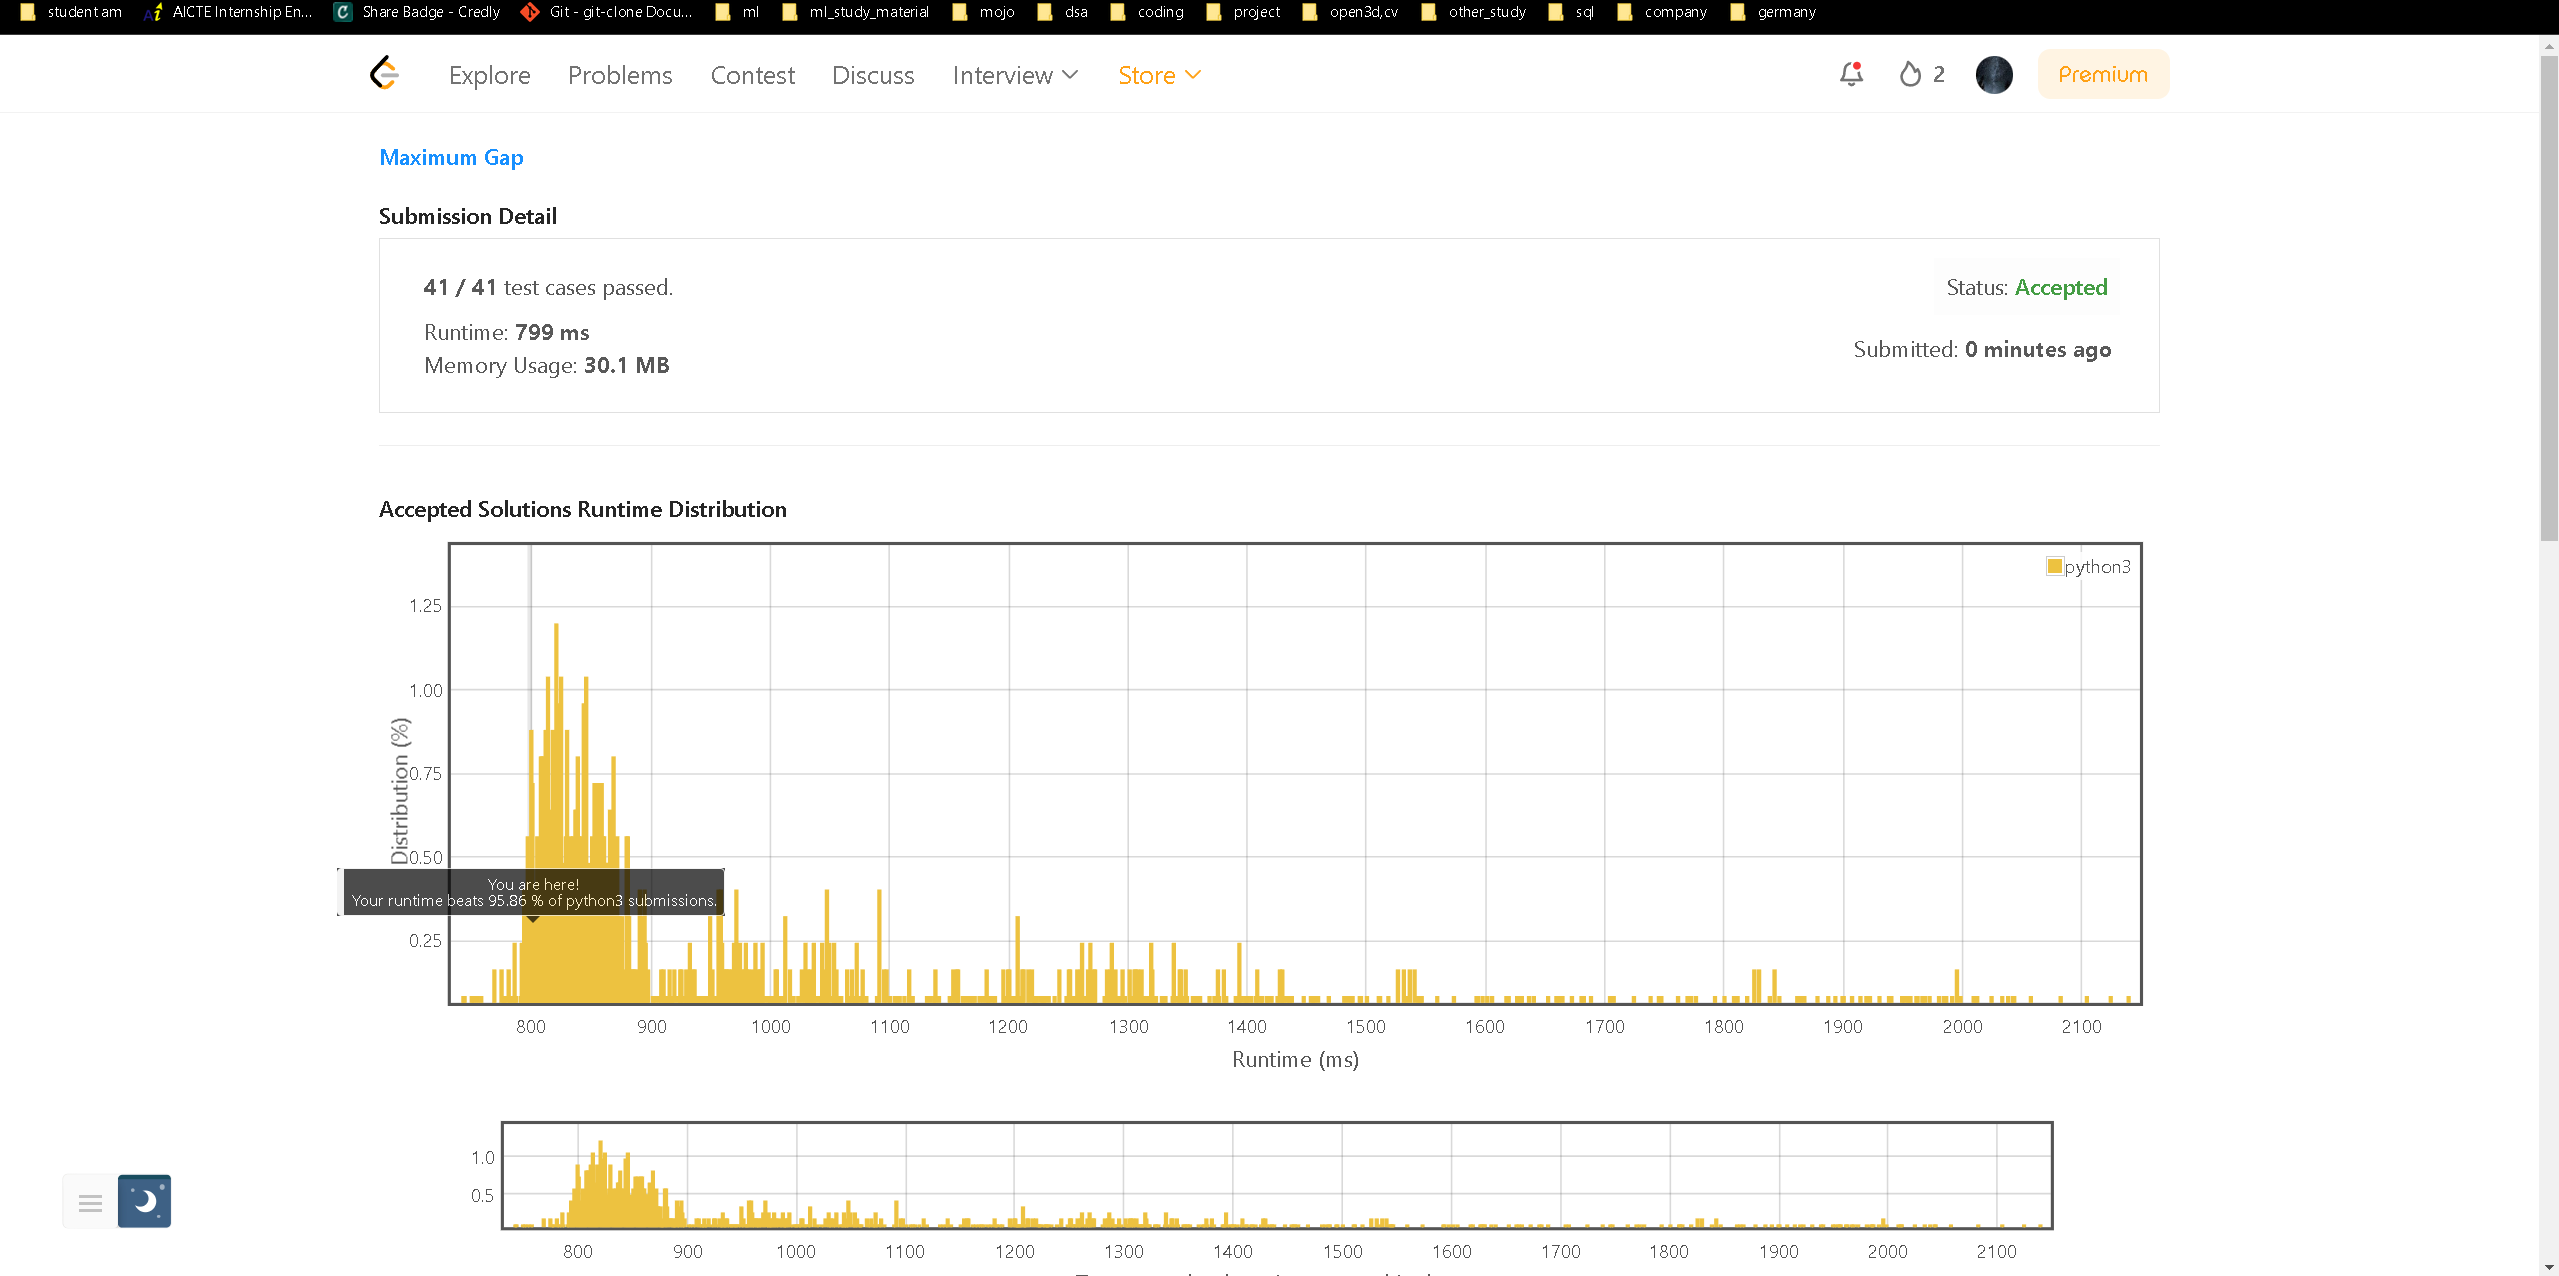 student am AICTE Internship En... Share Badge - Credly Git - git-clone Docu... ml ml_study_material mojo dsa coding project open3d,cv other_study sql company germany
Explore Problems Contest Discuss Interview Store 2 Premium
Maximum Gap
Submission Detail
41 / 41 test cases passed.
Status: Accepted
Runtime: 799 ms
Submitted: 0 minutes ago
Memory Usage: 30.1 MB
Accepted Solutions Runtime Distribution
python3
1.25
1.00
0.75
0.50
0.25
Distribution (%)
You are here!
Your runtime beats 95.86 % of python3 submissions.
800 900 1000 1100 1200 1300 1400 1500 1600 1700 1800 1900 2000 2100
Runtime (ms)
1.0
0.5
800 900 1000 1100 1200 1300 1400 1500 1600 1700 1800 1900 2000 2100